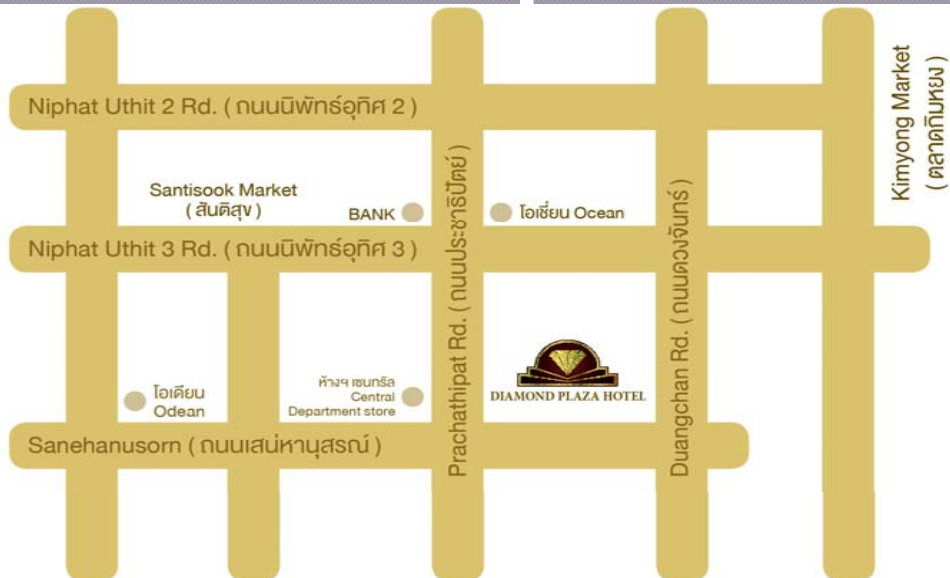 Niphat Uthit 2 Rd. ( ถนนนิพัทธ์อุทิศ 2 )
Kimyong Market
( ตลาดกิมหยง )
Santisook Market
( สันติสุข )
BANK
โอเชี่ยน Ocean
Niphat Uthit 3 Rd. ( ถนนนิพัทธ์อุทิศ 3 )
Prachathipat Rd. ( ถนนประชาธิปัตย์ )
Duangchan Rd. ( ถนนดวงจันทร์ )
โอเดียน
Odean
ห้างฯ เซนทรัล
Central
Department store
DIAMOND PLAZA HOTEL
Sanehanusorn ( ถนนเสน่หานุสรณ์ )